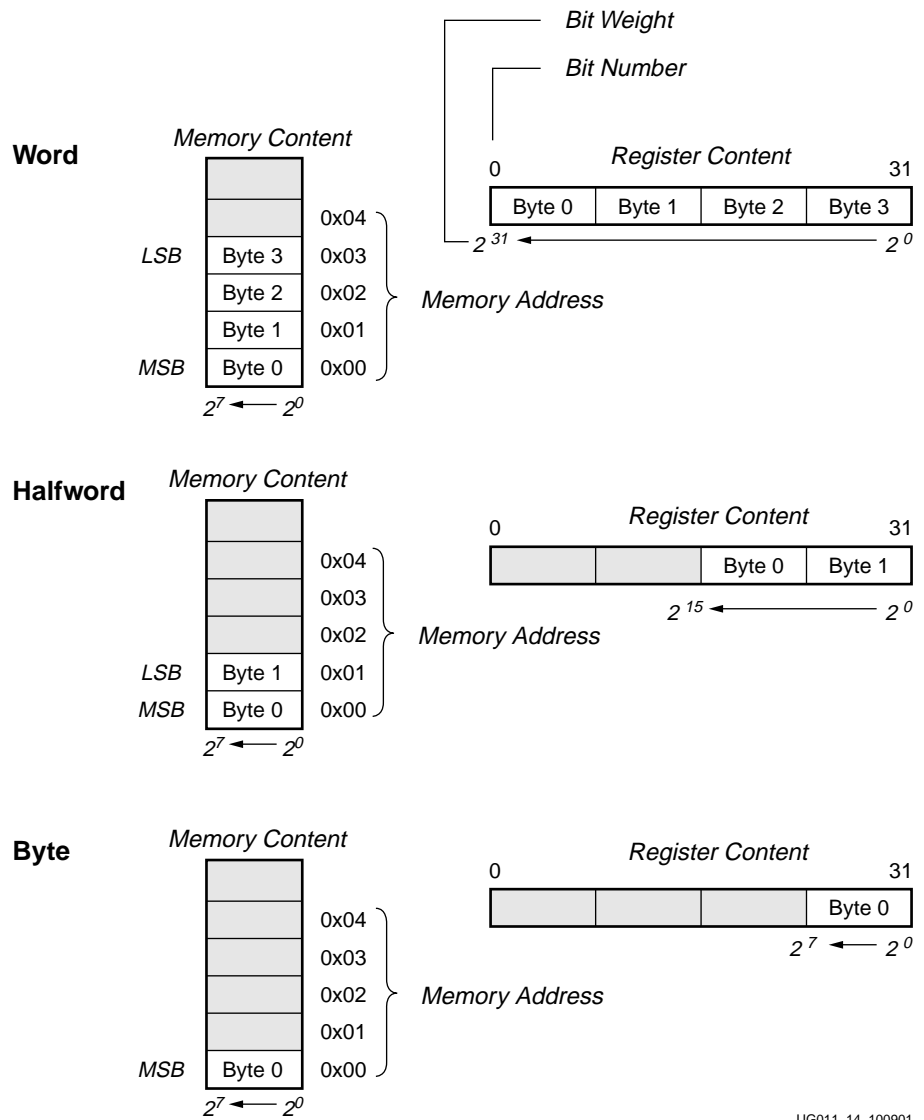 Bit Weight
Bit Number
Word
Memory Content
Register Content
0 31
Byte 0 Byte 1 Byte 2 Byte 3
2^31 2^0
0x04
LSB Byte 3 0x03
Byte 2 0x02
Memory Address
Byte 1 0x01
MSB Byte 0 0x00
2^7 2^0
Halfword
Memory Content
Register Content
0 31
Byte 0 Byte 1
2^15 2^0
0x04
0x03
0x02
Memory Address
LSB Byte 1 0x01
MSB Byte 0 0x00
2^7 2^0
Byte
Memory Content
Register Content
0 31
Byte 0
2^7 2^0
0x04
0x03
0x02
Memory Address
0x01
MSB Byte 0 0x00
2^7 2^0
UG011_14_100901